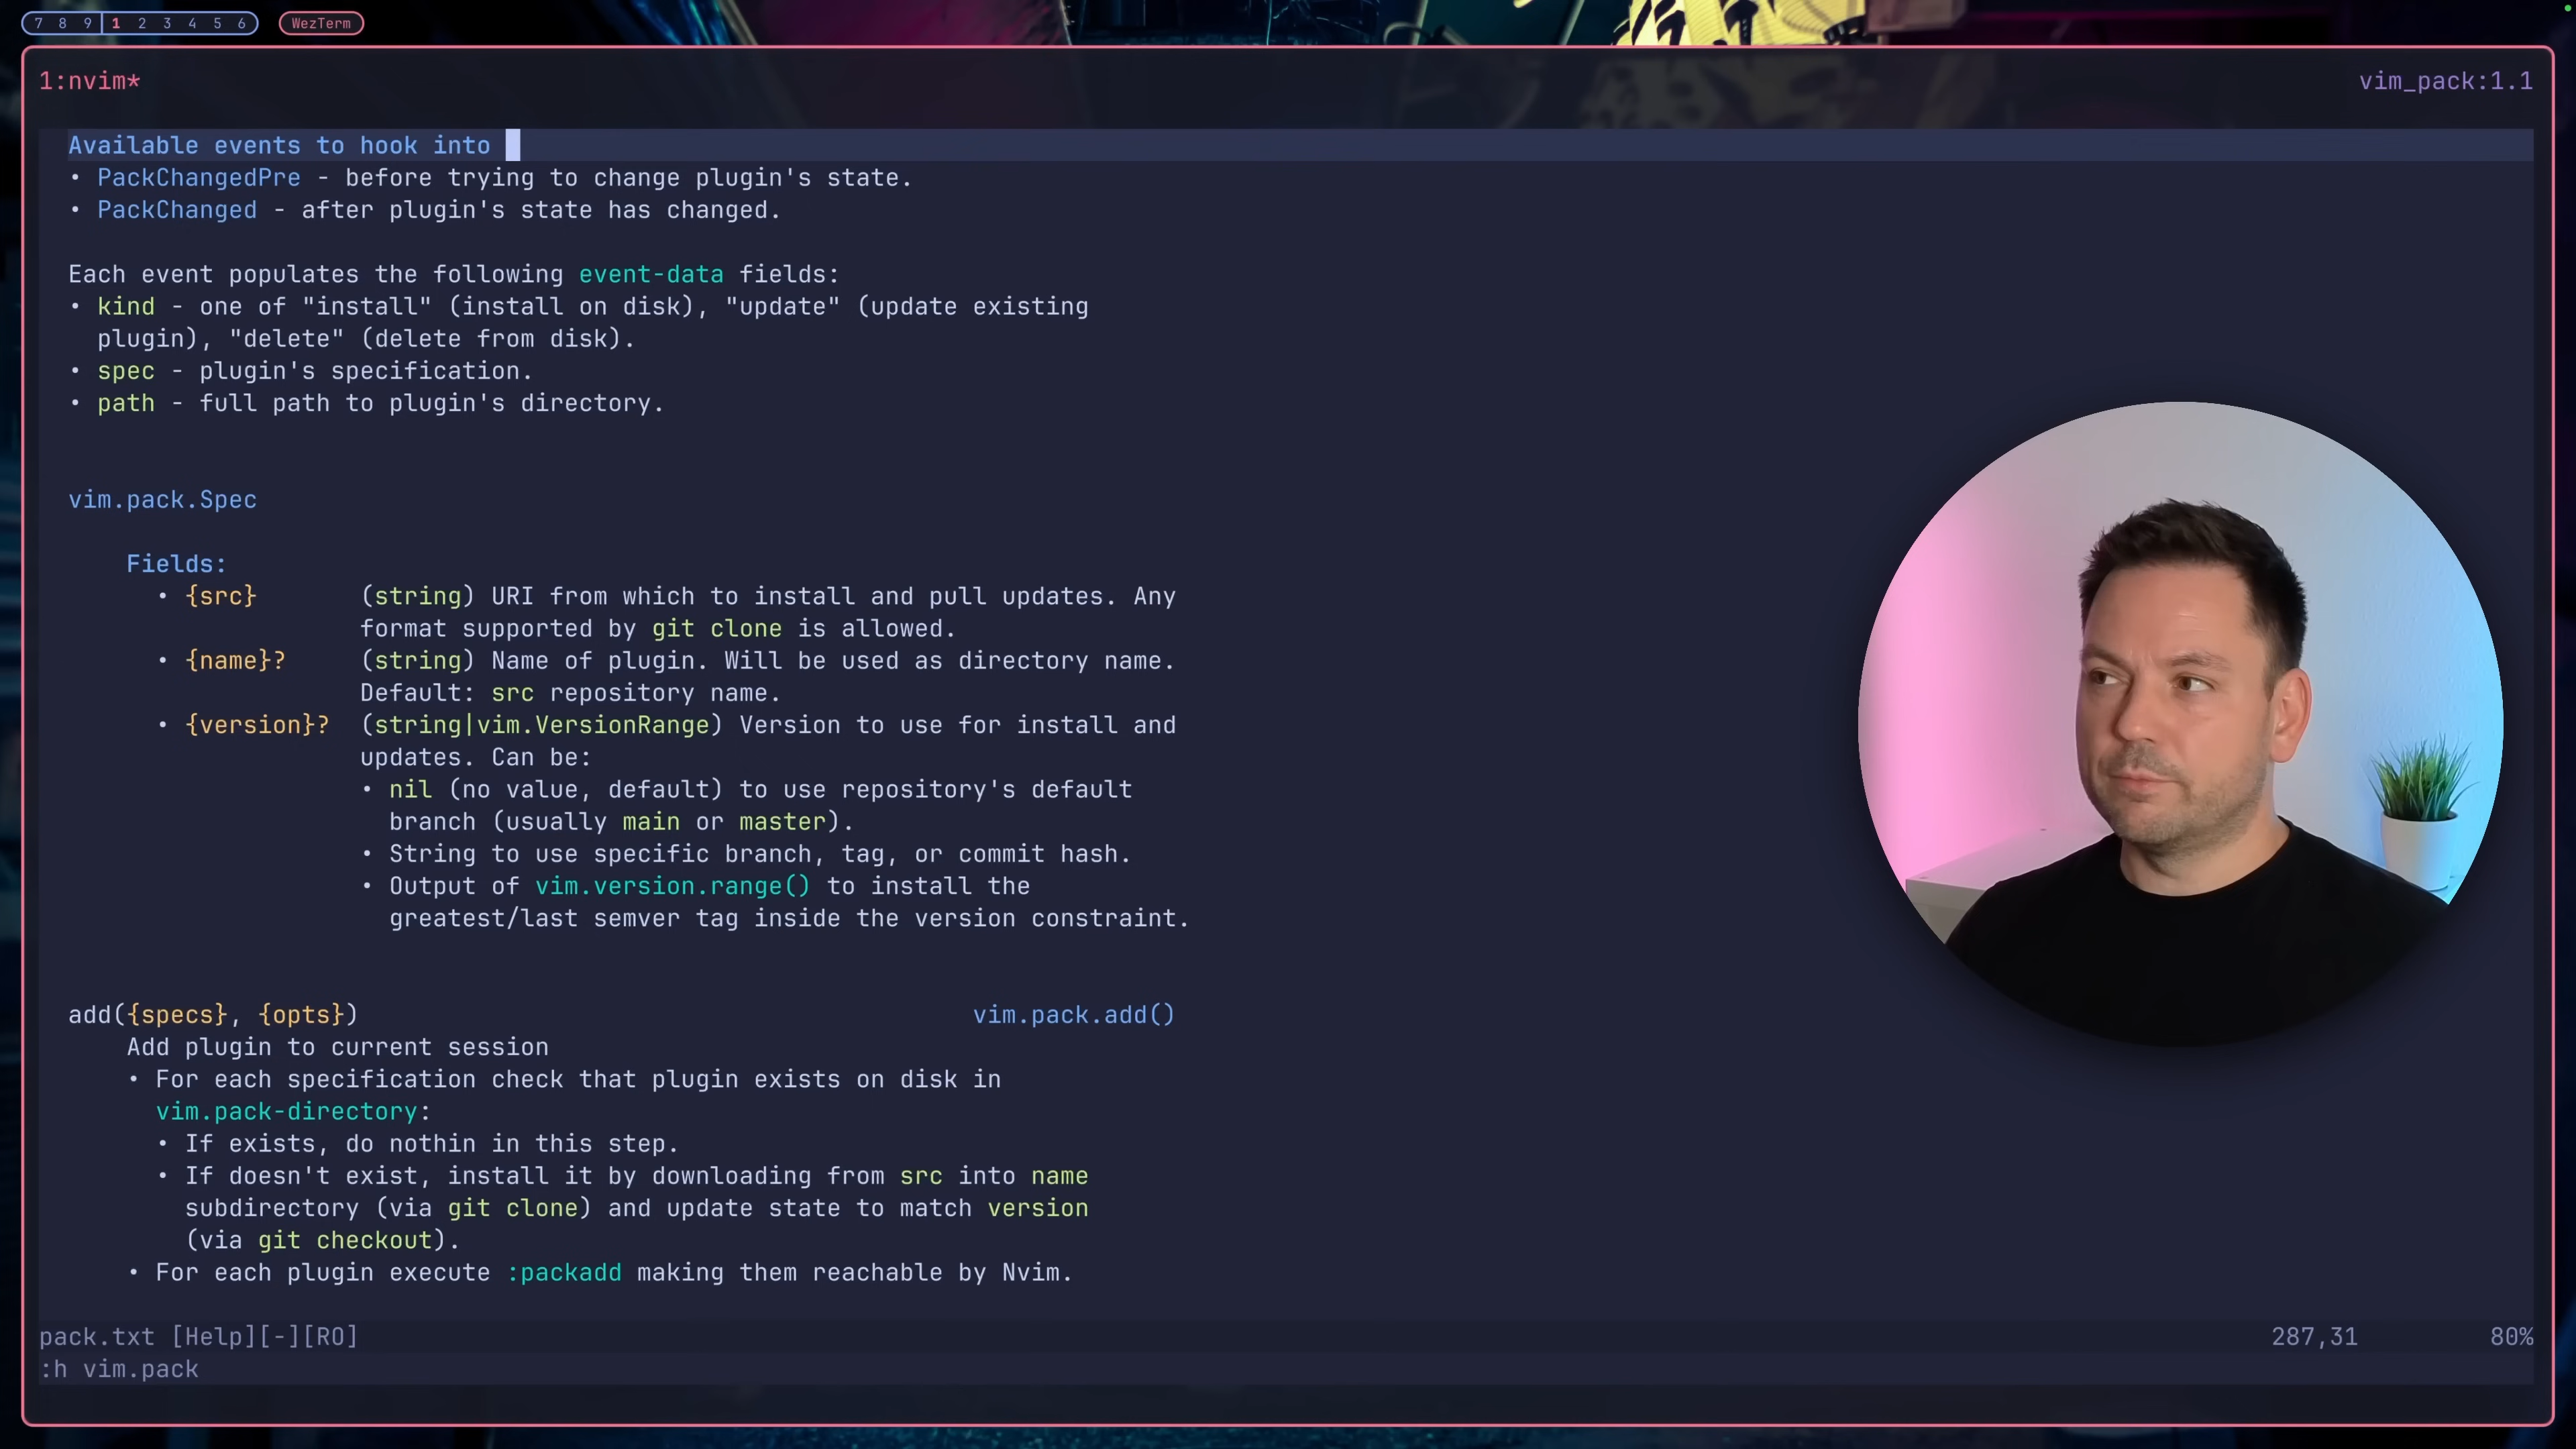 7 8 9 1 2 3 4 5 6 WezTerm
1:nvim* vim_pack:1.1
Available events to hook into
• PackChangedPre - before trying to change plugin's state.
• PackChanged - after plugin's state has changed.
Each event populates the following event-data fields:
• kind - one of "install" (install on disk), "update" (update existing
plugin), "delete" (delete from disk).
• spec - plugin's specification.
• path - full path to plugin's directory.
vim.pack.Spec
Fields:
• {src} (string) URI from which to install and pull updates. Any
format supported by git clone is allowed.
• {name}? (string) Name of plugin. Will be used as directory name.
Default: src repository name.
• {version}? (string|vim.VersionRange) Version to use for install and
updates. Can be:
• nil (no value, default) to use repository's default
branch (usually main or master).
• String to use specific branch, tag, or commit hash.
• Output of vim.version.range() to install the
greatest/last semver tag inside the version constraint.
add({specs}, {opts}) vim.pack.add()
Add plugin to current session
• For each specification check that plugin exists on disk in
vim.pack-directory:
• If exists, do nothin in this step.
• If doesn't exist, install it by downloading from src into name
subdirectory (via git clone) and update state to match version
(via git checkout).
• For each plugin execute :packadd making them reachable by Nvim.
pack.txt [Help][-][RO] 287,31 80%
:h vim.pack